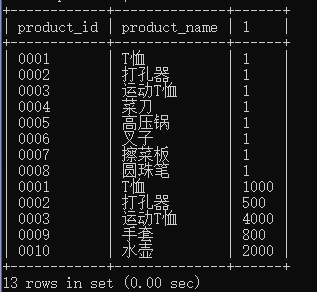 product_id | product_name | 1
0001 | T恤 | 1
0002 | 打孔器 | 1
0003 | 运动T恤 | 1
0004 | 菜刀 | 1
0005 | 高压锅 | 1
0006 | 叉子 | 1
0007 | 擦菜板 | 1
0008 | 圆珠笔 | 1
0001 | T恤 | 1000
0002 | 打孔器 | 500
0003 | 运动T恤 | 4000
0009 | 手套 | 800
0010 | 水壶 | 2000
13 rows in set (0.00 sec)